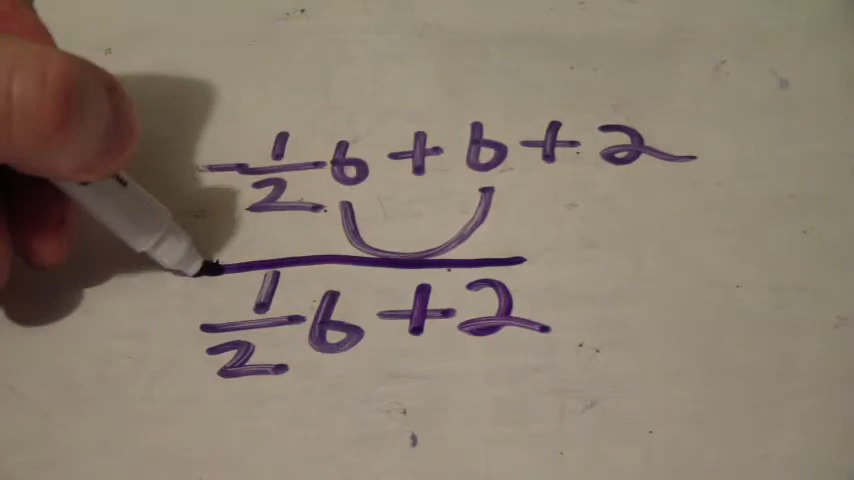 -1/2b + b + 2
1/2b + 2